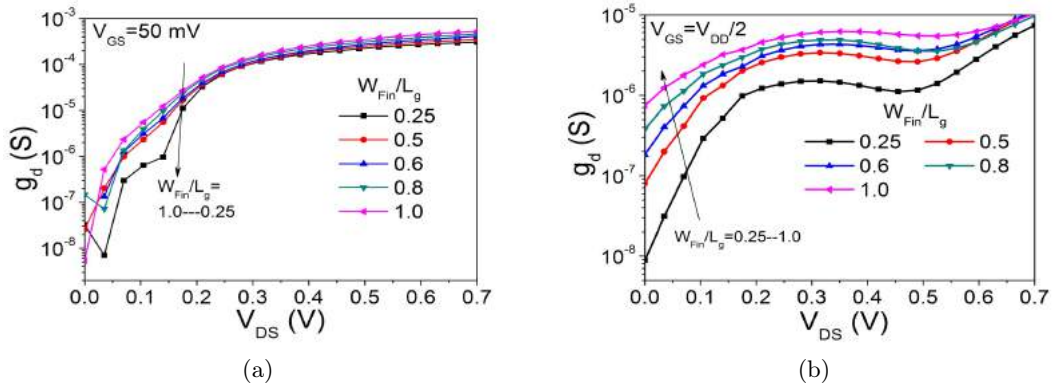 V_GS=50 mV
W_Fin/L_g
0.25
0.5
0.6
0.8
1.0
W_Fin/L_g=
1.0---0.25
g_d (S)
10^-3
10^-4
10^-5
10^-6
10^-7
10^-8
0.0 0.1 0.2 0.3 0.4 0.5 0.6 0.7
V_DS (V)
(a)
V_GS=V_DD/2
W_Fin/L_g
0.25 0.5
0.6 0.8
1.0
W_Fin/L_g=0.25--1.0
g_d (S)
10^-5
10^-6
10^-7
10^-8
0.0 0.1 0.2 0.3 0.4 0.5 0.6 0.7
V_DS (V)
(b)